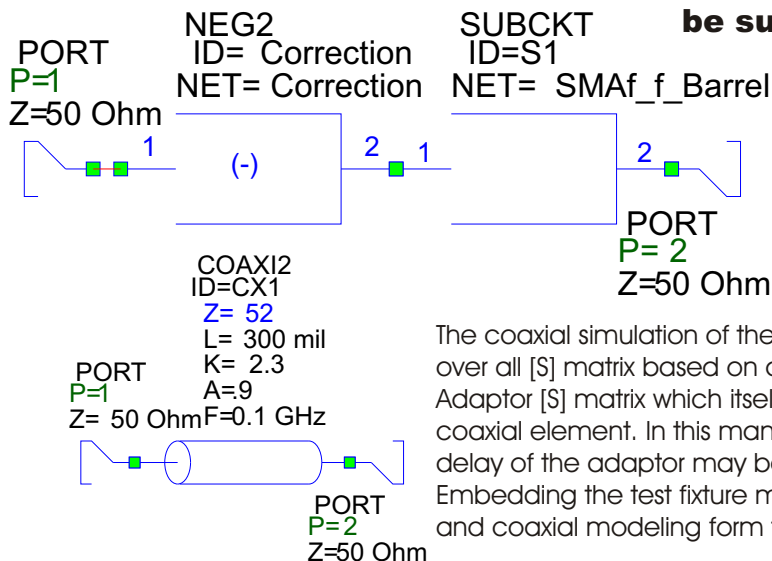 be su
NEG2
ID= Correction
NET= Correction
SUBCKT
ID=S1
NET= SMAf_f_Barrel
PORT
P=1
Z=50 Ohm
1
(-)
2
1
2
PORT
P= 2
Z=50 Ohm
COAXI2
ID=CX1
Z= 52
L= 300 mil
K= 2.3
A=.9
F=0.1 GHz
PORT
P=1
Z= 50 Ohm
PORT
P=2
Z=50 Ohm
The coaxial simulation of the
over all [S] matrix based on
Adaptor [S] matrix which itsel
coaxial element. In this man
delay of the adaptor may be
Embedding the test fixture m
and coaxial modeling form